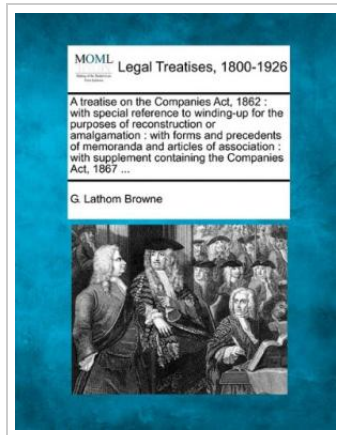 MOML
Legal Treatises, 1800-1926
A treatise on the Companies Act, 1862 :
with special reference to winding-up for the
purposes of reconstruction or
amalgamation : with forms and precedents
of memoranda and articles of association :
with supplement containing the Companies
Act, 1867 ...
G. Lathom Browne